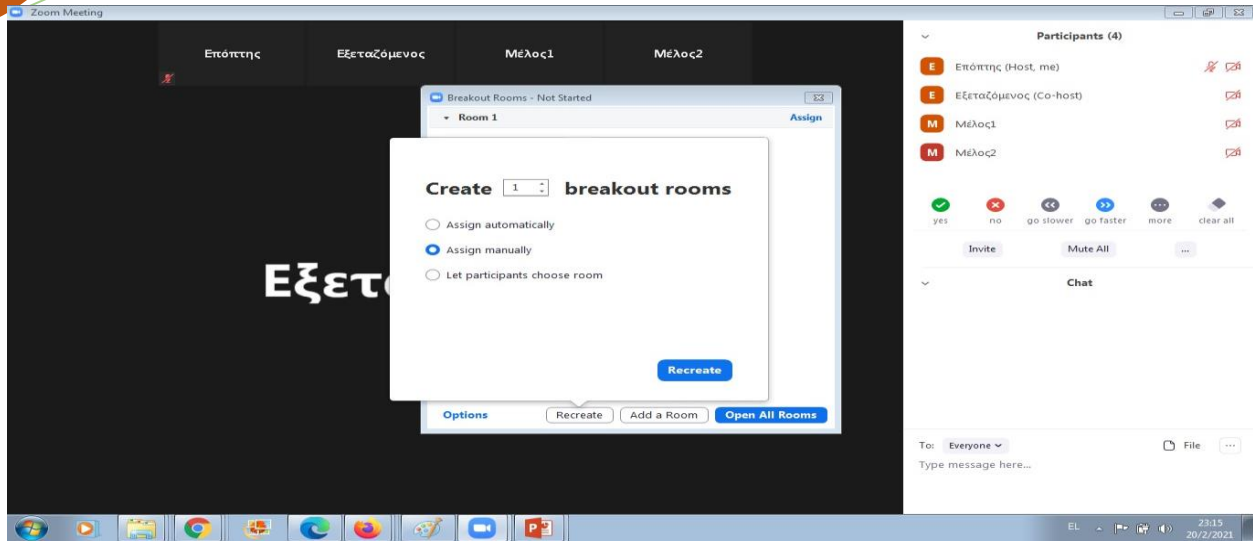 Zoom Meeting
Επόπτης
Εξεταζόμενος
Μέλος1
Μέλος2
Breakout Rooms - Not Started
Room 1
Assign
Create 1 breakout rooms
Assign automatically
Assign manually
Let participants choose room
Recreate
Options
Recreate
Add a Room
Open All Rooms
Participants (4)
E Επόπτης (Host, me)
E Εξεταζόμενος (Co-host)
M Μέλος1
M Μέλος2
yes no go slower go faster more clear all
Invite Mute All ...
Chat
To: Everyone File ...
Type message here...
EL
23:15
20/2/2021